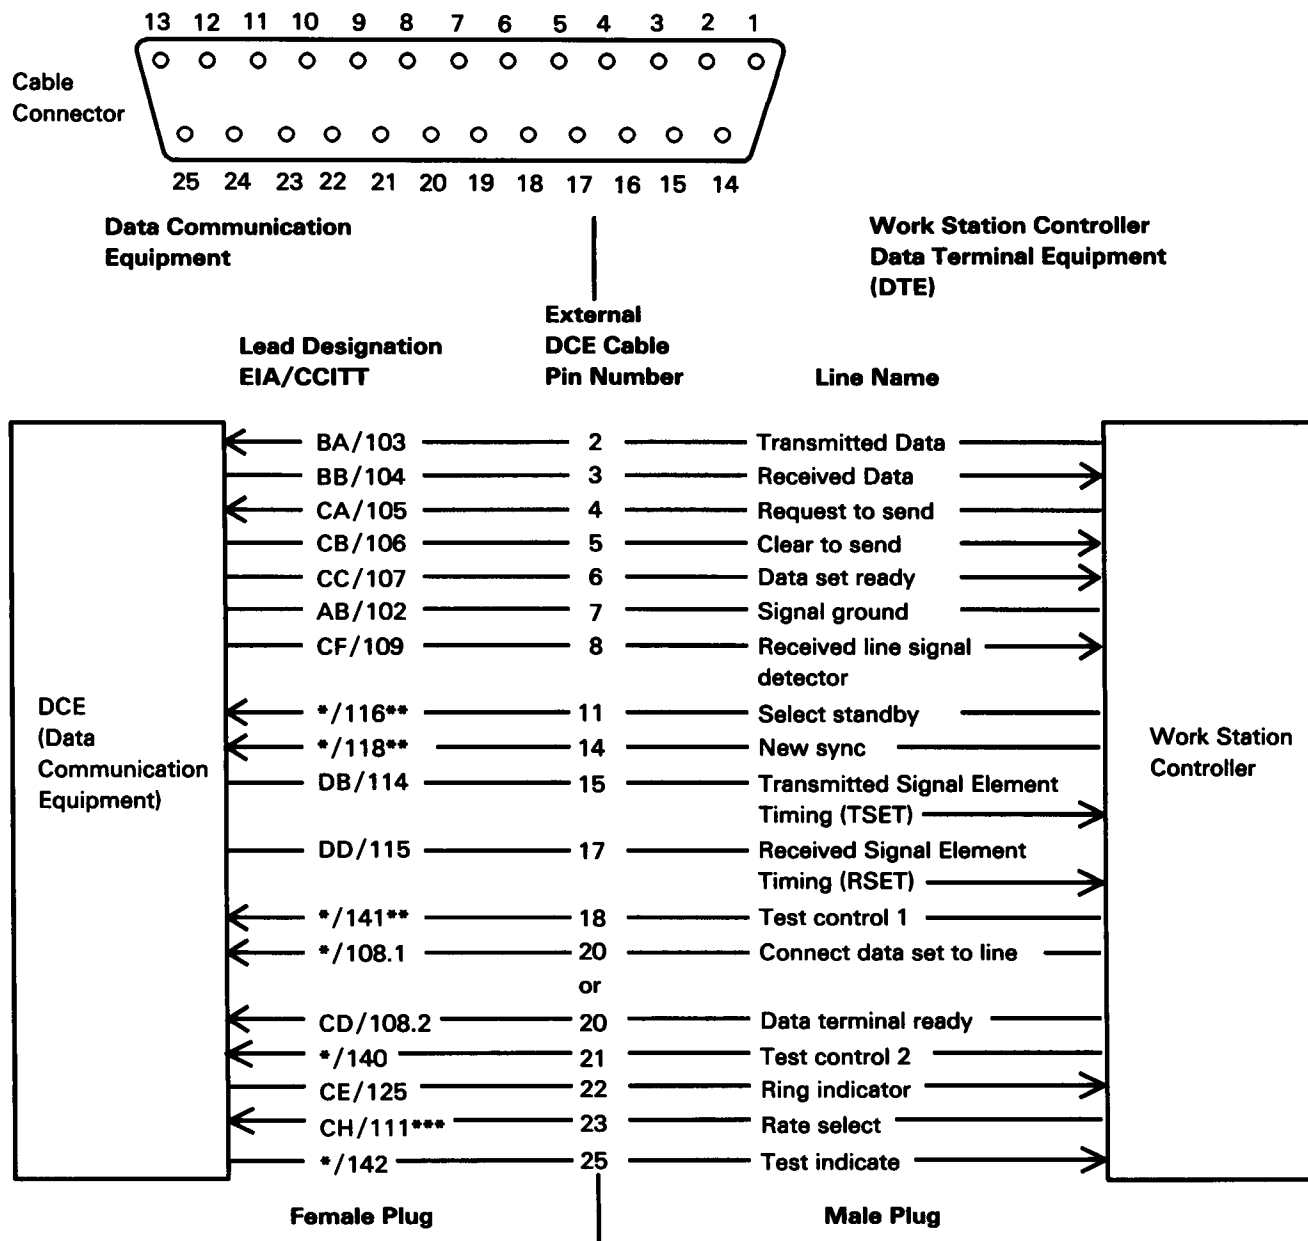 13 12 11 10 9 8 7 6 5 4 3 2 1
Cable
Connector
25 24 23 22 21 20 19 18 17 16 15 14
Data Communication
Equipment
Work Station Controller
Data Terminal Equipment
(DTE)
Lead Designation
EIA/CCITT
External
DCE Cable
Pin Number
Line Name
BA/103 2 Transmitted Data
BB/104 3 Received Data
CA/105 4 Request to send
CB/106 5 Clear to send
CC/107 6 Data set ready
AB/102 7 Signal ground
CF/109 8 Received line signal
detector
*/116** 11 Select standby
*/118** 14 New sync
DB/114 15 Transmitted Signal Element
Timing (TSET)
DD/115 17 Received Signal Element
Timing (RSET)
*/141** 18 Test control 1
*/108.1 20 Connect data set to line
or
CD/108.2 20 Data terminal ready
*/140 21 Test control 2
CE/125 22 Ring indicator
CH/111*** 23 Rate select
*/142 25 Test indicate
DCE
(Data
Communication
Equipment)
Work Station
Controller
Female Plug
Male Plug